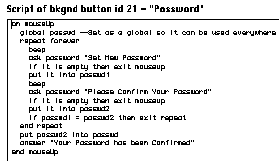 Script of bkgnd button id 21 = "Password"
on mouseUp
global passwd --Set as a global so it can be used everywhere
repeat forever
beep
ask password "Set New Password"
if it is empty then exit mouseup
put it into passwd1
beep
ask password "Please Confirm Your Password"
if it is empty then exit mouseup
put it into passwd2
if passwd1 = passwd2 then exit repeat
end repeat
put passwd2 into passwd
answer "Your Password has been Confirmed"
end mouseUp